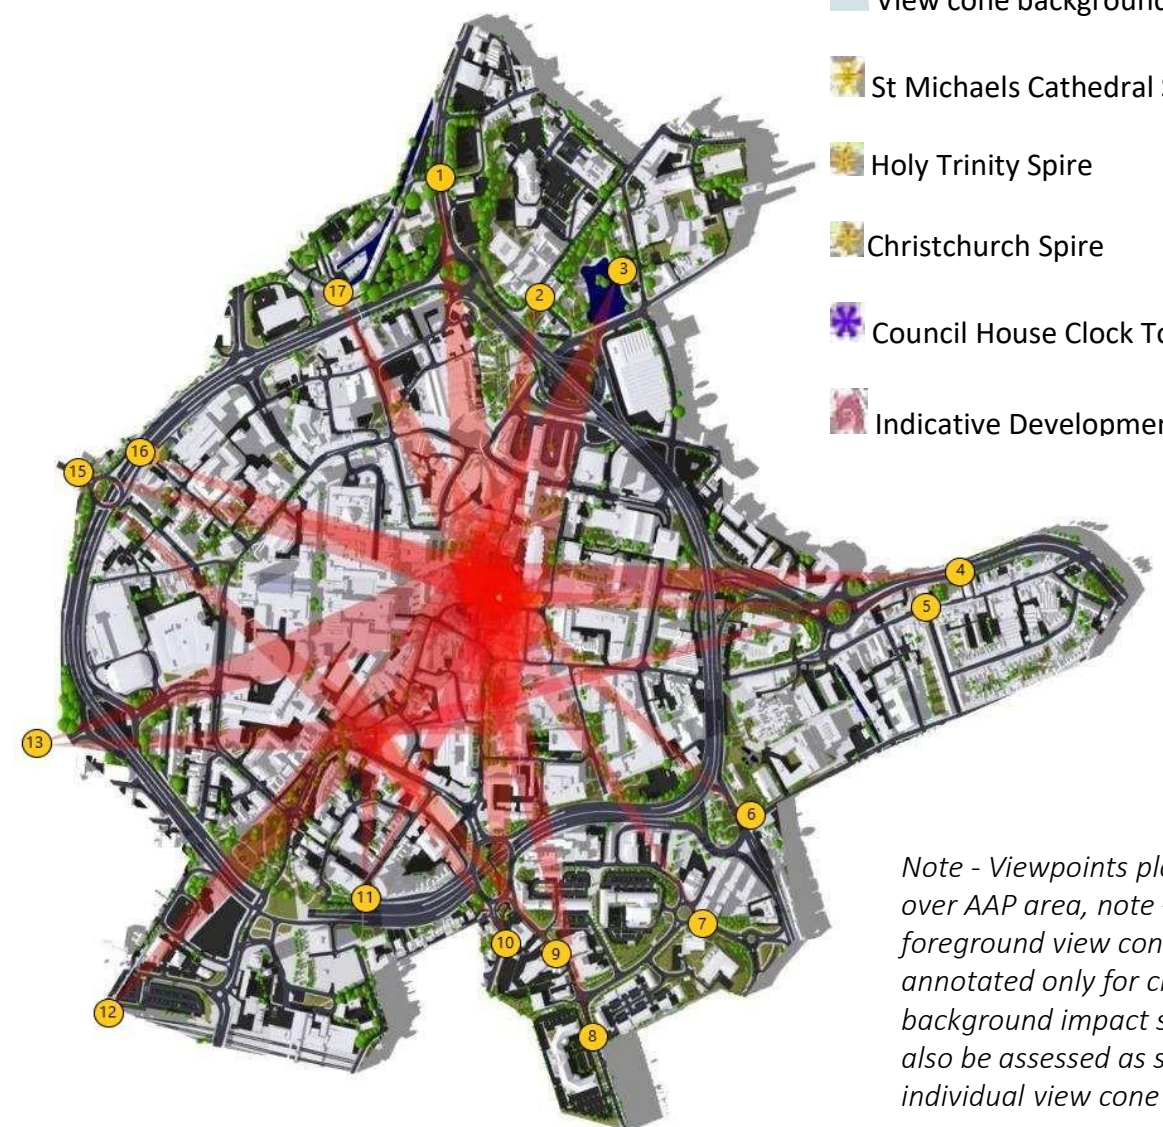 View cone background
St Michaels Cathedral
Holy Trinity Spire
Christchurch Spire
Council House Clock To
Indicative Developmen
1
17
2
3
16
15
4
5
13
6
11
7
10
9
12
8
Note - Viewpoints pla
over AAP area, note
foreground view con
annotated only for cl
background impact s
also be assessed as s
individual view cone